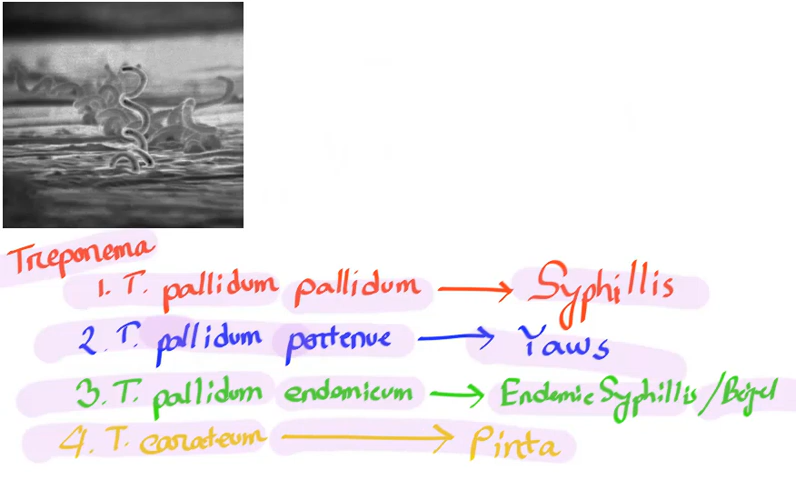 Treponema
1. T. pallidum pallidum → Syphillis
2. T. pallidum pertenue → Yaws
3. T. pallidum endemicum → Endemic Syphillis / Bejel
4. T. carateum → Pinta